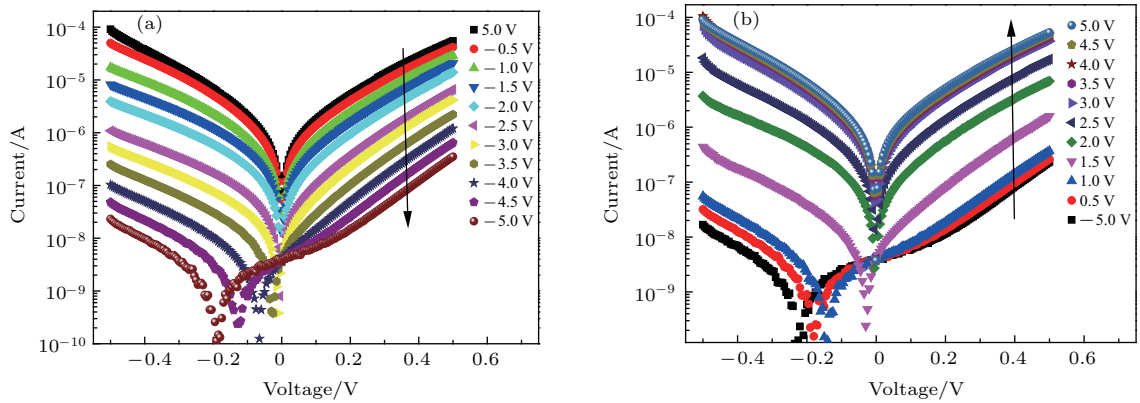 (a)
Current/A
10⁻⁴
10⁻⁵
10⁻⁶
10⁻⁷
10⁻⁸
10⁻⁹
10⁻¹⁰
−0.4
−0.2
0
0.2
0.4
0.6
Voltage/V
5.0 V
−0.5 V
−1.0 V
−1.5 V
−2.0 V
−2.5 V
−3.0 V
−3.5 V
−4.0 V
−4.5 V
−5.0 V
(b)
Current/A
10⁻⁴
10⁻⁵
10⁻⁶
10⁻⁷
10⁻⁸
10⁻⁹
−0.4
−0.2
0
0.2
0.4
0.6
Voltage/V
5.0 V
4.5 V
4.0 V
3.5 V
3.0 V
2.5 V
2.0 V
1.5 V
1.0 V
0.5 V
−5.0 V